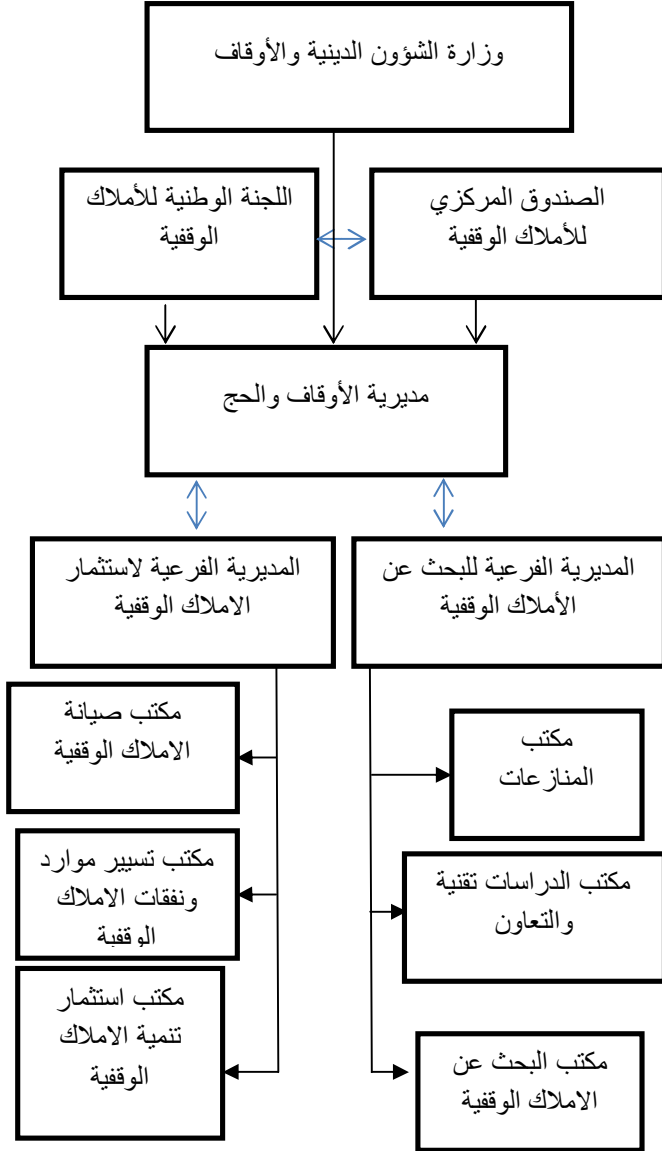 وزارة الشؤون الدينية والأوقاف
الصندوق المركزي
للأملاك الوقفية
اللجنة الوطنية للأملاك
الوقفية
مديرية الأوقاف والحج
المديرية الفرعية للبحث عن
الأملاك الوقفية
المديرية الفرعية لاستثمار
الاملاك الوقفية
مكتب
المنازعات
مكتب الدراسات تقنية
والتعاون
مكتب البحث عن
الاملاك الوقفية
مكتب صيانة
الاملاك الوقفية
مكتب تسيير موارد
ونفقات الاملاك
الوقفية
مكتب استثمار
تنمية الاملاك
الوقفية